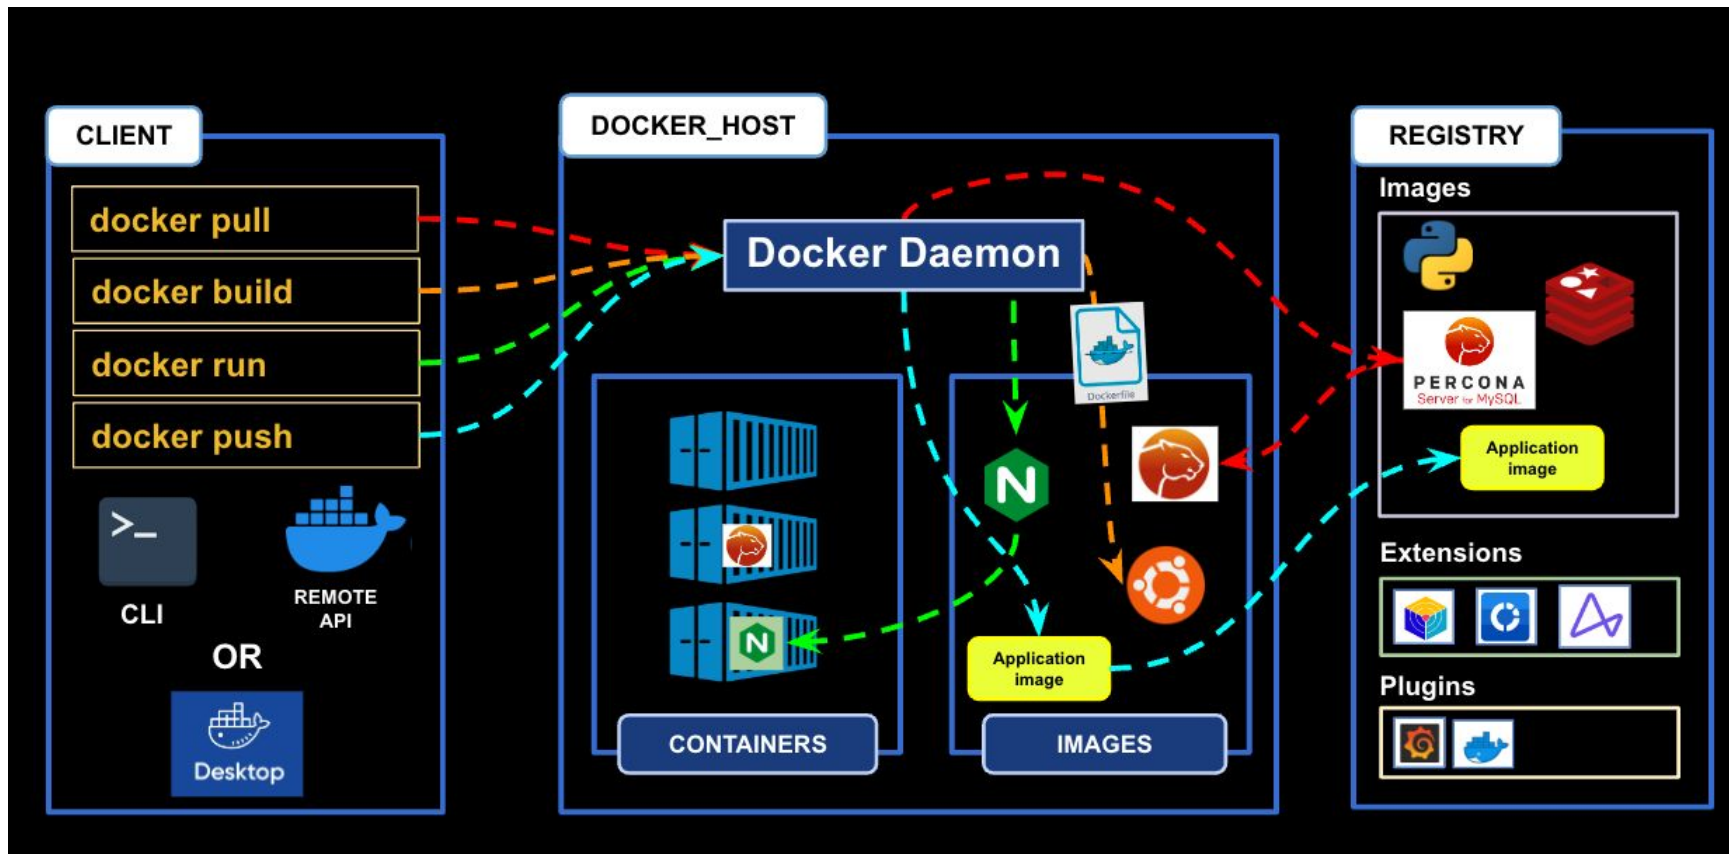 CLIENT
docker pull
docker build
docker run
docker push
>_
CLI
REMOTE
API
OR
Desktop
DOCKER_HOST
Docker Daemon
Dockerfile
N
N
Application
image
CONTAINERS
IMAGES
REGISTRY
Images
PERCONA
Server for MySQL
Application
image
Extensions
Plugins